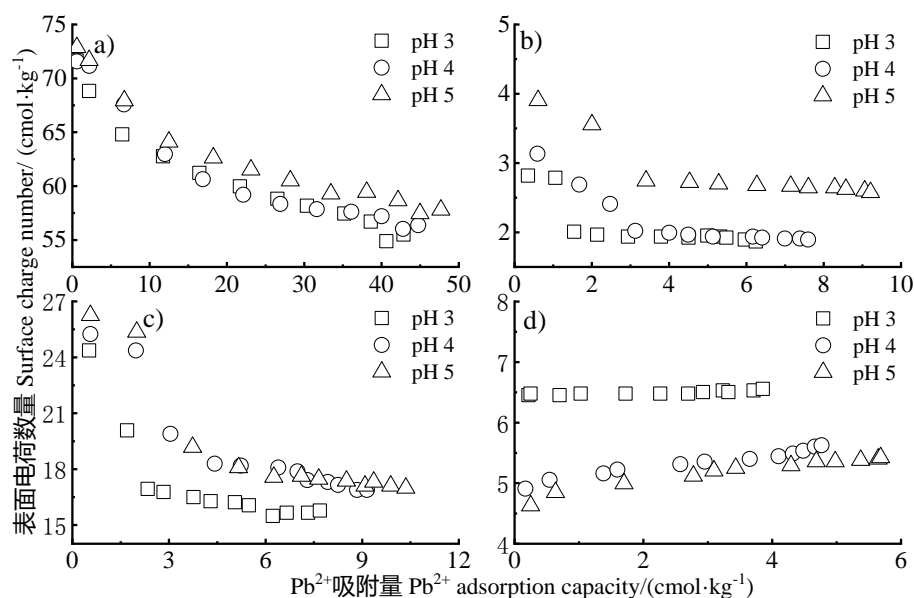 表面电荷数量 Surface charge number/ (cmol·kg⁻¹)
a)
pH 3
pH 4
pH 5
75
70
65
60
55
0 10 20 30 40 50
b)
pH 3
pH 4
pH 5
5
4
3
2
1
0 2 4 6 8 10
c)
pH 3
pH 4
pH 5
27
24
21
18
15
0 3 6 9 12
d)
pH 3
pH 4
pH 5
8
7
6
5
4
0 2 4 6
Pb²⁺吸附量 Pb²⁺ adsorption capacity/(cmol·kg⁻¹)